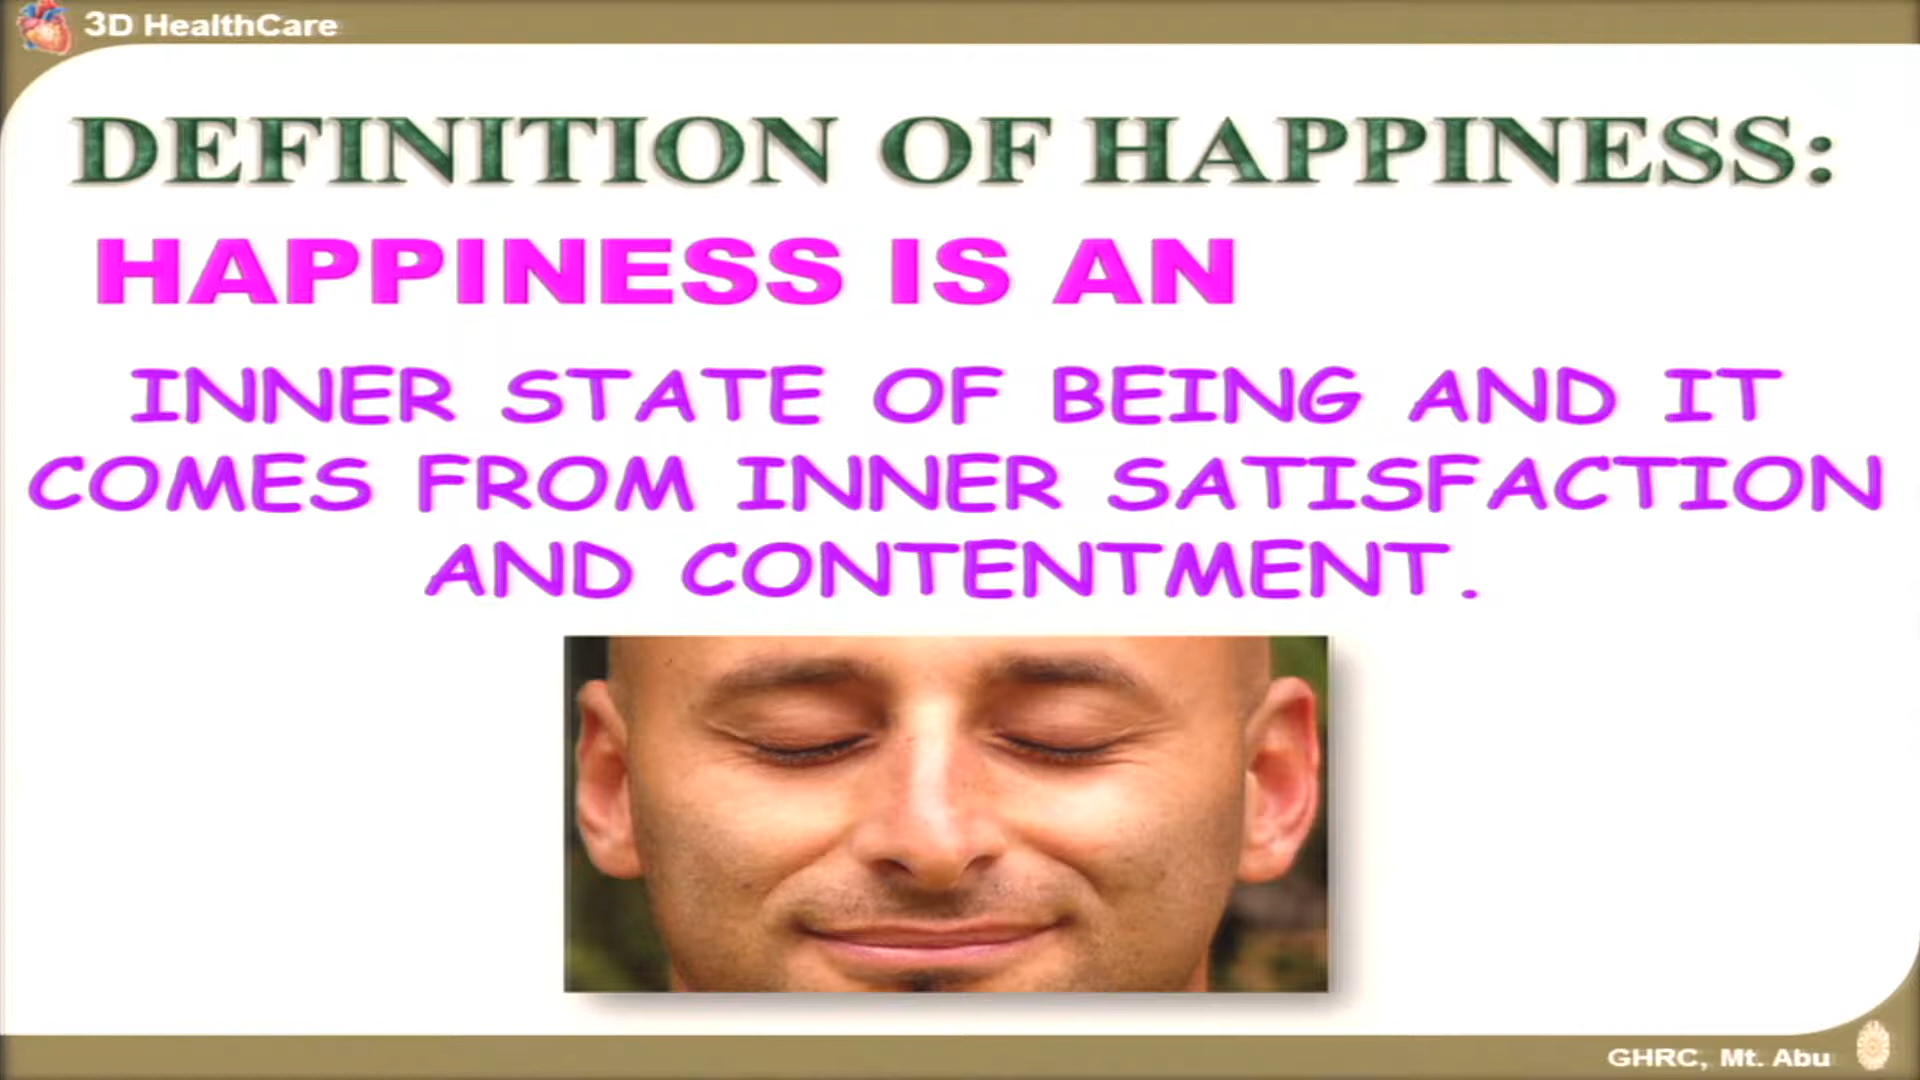 3D HealthCare
DEFINITION OF HAPPINESS:
HAPPINESS IS AN
INNER STATE OF BEING AND IT
COMES FROM INNER SATISFACTION
AND CONTENTMENT.
GHRC, Mt. Abu